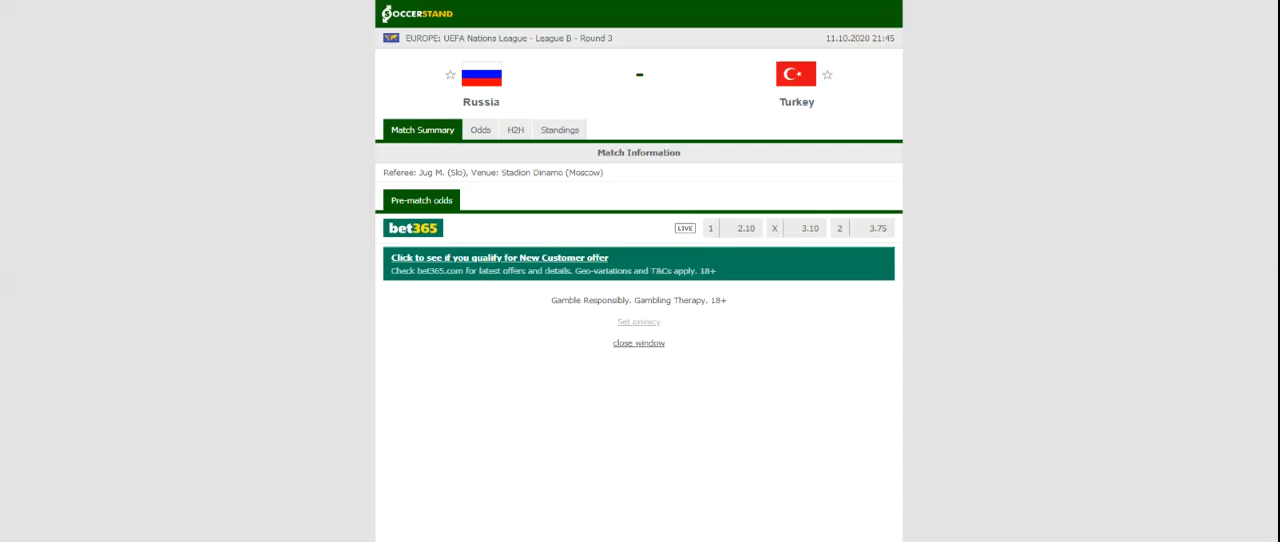 SOCCERSTAND
EUROPE: UEFA Nations League - League B - Round 3 11.10.2020 21:45
-
Russia Turkey
Match Summary Odds H2H Standings
Match Information
Referee: Jug M. (Slo), Venue: Stadion Dinamo (Moscow)
Pre-match odds
bet365 LIVE 1 2.10 X 3.10 2 3.75
Click to see if you qualify for New Customer offer
Check bet365.com for latest offers and details. Geo-variations and T&Cs apply. 18+
Gamble Responsibly. Gambling Therapy. 18+
Set privacy
close window